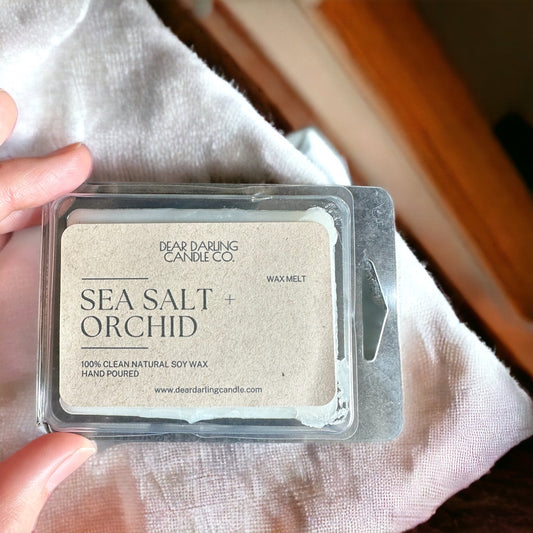 DEAR DARLING
CANDLE CO.
WAX MELT
SEA SALT +
ORCHID
100% CLEAN NATURAL SOY WAX
HAND POURED
www.deardarlingcandle.com